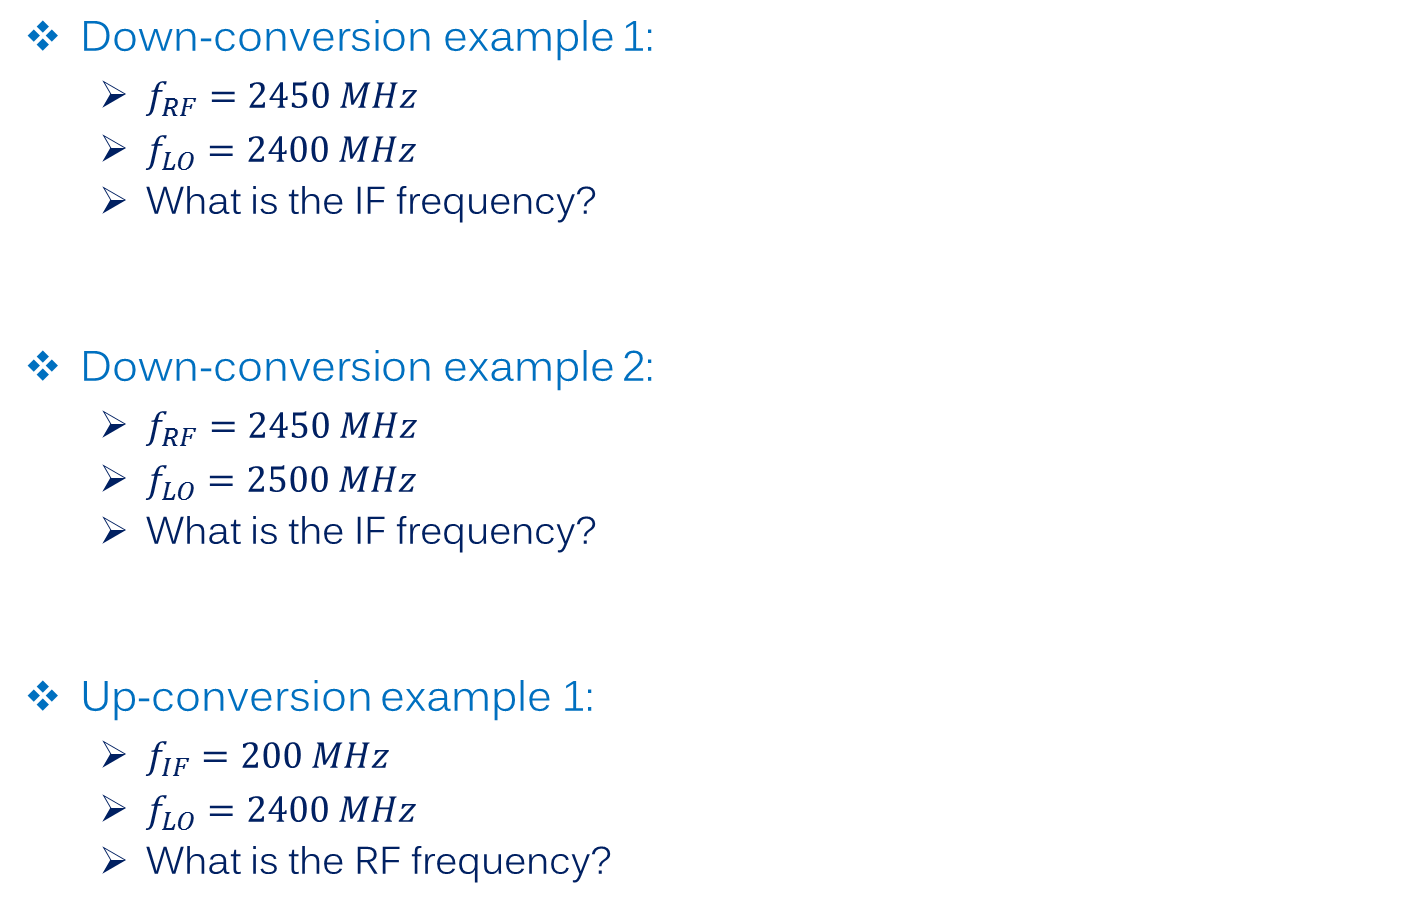 ❖ Down-conversion example 1:
➢ f_RF = 2450 MHz
➢ f_LO = 2400 MHz
➢ What is the IF frequency?
❖ Down-conversion example 2:
➢ f_RF = 2450 MHz
➢ f_LO = 2500 MHz
➢ What is the IF frequency?
❖ Up-conversion example 1:
➢ f_IF = 200 MHz
➢ f_LO = 2400 MHz
➢ What is the RF frequency?